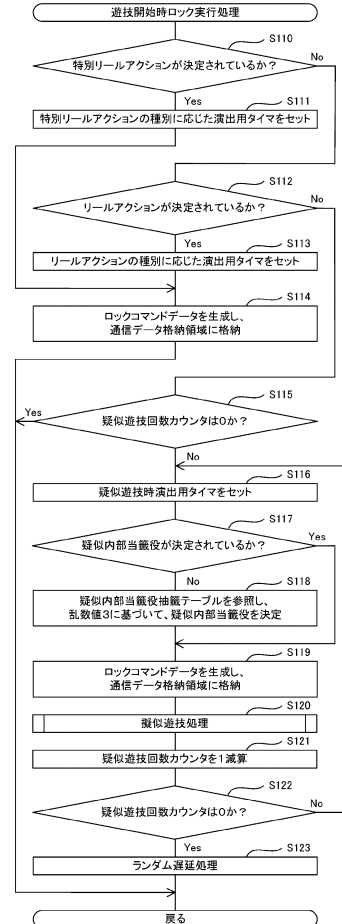 遊技開始時ロック実行処理
S110
特別リールアクションが決定されているか？
No
Yes
S111
特別リールアクションの種別に応じた演出用タイマをセット
S112
リールアクションが決定されているか？
No
Yes
S113
リールアクションの種別に応じた演出用タイマをセット
S114
ロックコマンドデータを生成し、
通信データ格納領域に格納
S115
疑似遊技回数カウンタは0か？
Yes
No
S116
疑似遊技時演出用タイマをセット
S117
疑似内部当籤役が決定されているか？
Yes
No
S118
疑似内部当籤役抽籤テーブルを参照し、
乱数値3に基づいて、疑似内部当籤役を決定
S119
ロックコマンドデータを生成し、
通信データ格納領域に格納
S120
擬似遊技処理
S121
疑似遊技回数カウンタを1減算
S122
疑似遊技回数カウンタは0か？
No
Yes
S123
ランダム遅延処理
戻る